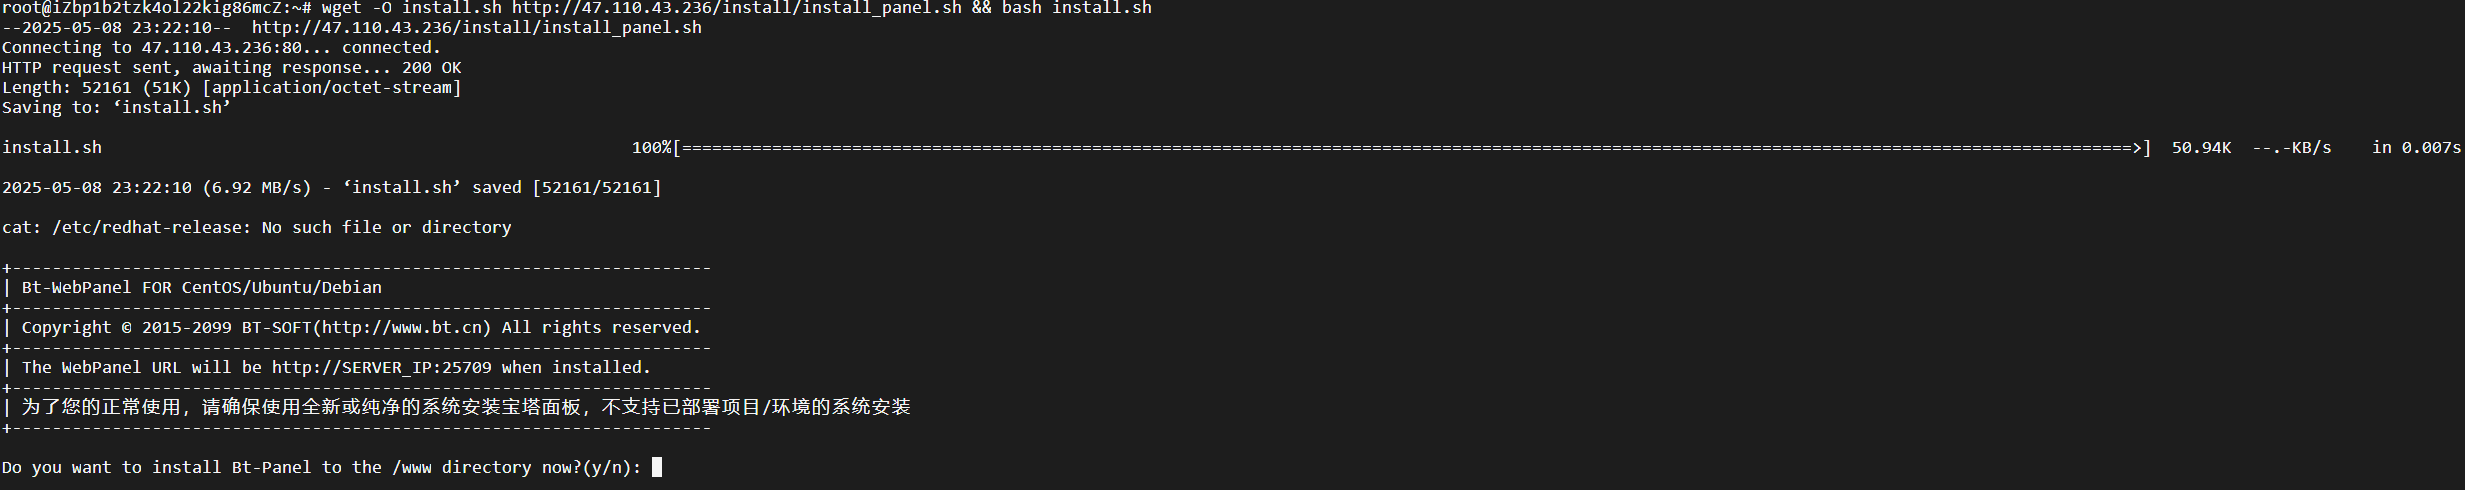 root@iZbp1b2tzk4ol22kig86mcZ:~# wget -O install.sh http://47.110.43.236/install/install_panel.sh && bash install.sh
--2025-05-08 23:22:10--  http://47.110.43.236/install/install_panel.sh
Connecting to 47.110.43.236:80... connected.
HTTP request sent, awaiting response... 200 OK
Length: 52161 (51K) [application/octet-stream]
Saving to: ‘install.sh’
install.sh 100%[=================================================================================================================================================>] 50.94K --.-KB/s in 0.007s
2025-05-08 23:22:10 (6.92 MB/s) - ‘install.sh’ saved [52161/52161]
cat: /etc/redhat-release: No such file or directory
+----------------------------------------------------------------------
| Bt-WebPanel FOR CentOS/Ubuntu/Debian
+----------------------------------------------------------------------
| Copyright © 2015-2099 BT-SOFT(http://www.bt.cn) All rights reserved.
+----------------------------------------------------------------------
| The WebPanel URL will be http://SERVER_IP:25709 when installed.
+----------------------------------------------------------------------
| 为了您的正常使用，请确保使用全新或纯净的系统安装宝塔面板，不支持已部署项目/环境的系统安装
+----------------------------------------------------------------------
Do you want to install Bt-Panel to the /www directory now?(y/n):